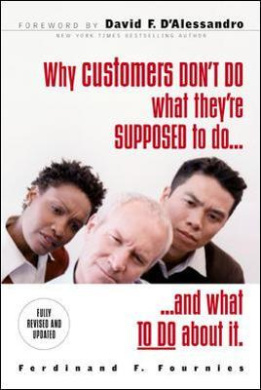 FOREWORD BY David F. D'Alessandro
NEW YORK TIMES BESTSELLING AUTHOR
Why CUSTOMERS DON'T DO
what they're
SUPPOSED to do...
...and what
TO DO about it.
FULLY
REVISED AND
UPDATED
Ferdinand F. Fournies